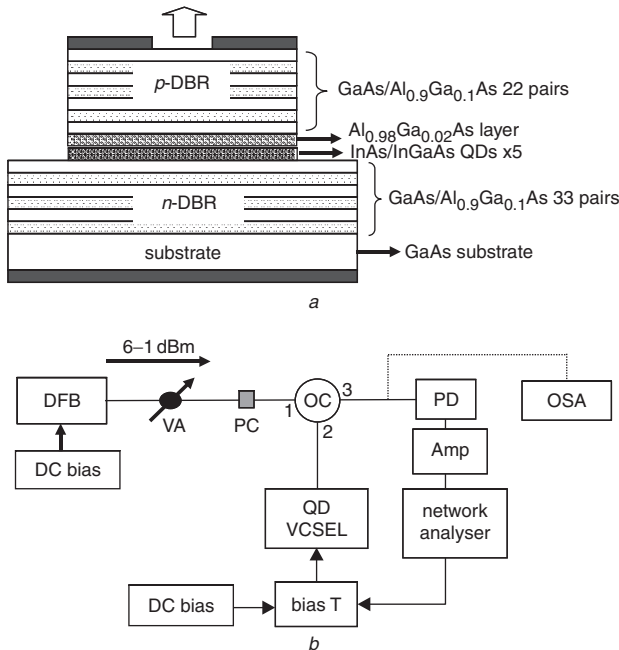 p-DBR
GaAs/Al0.9Ga0.1As 22 pairs
Al0.98Ga0.02As layer
InAs/InGaAs QDs x5
n-DBR
GaAs/Al0.9Ga0.1As 33 pairs
substrate
GaAs substrate
a
6–1 dBm
DFB
VA
PC
1
OC
3
2
PD
OSA
DC bias
Amp
QD
VCSEL
network
analyser
DC bias
bias T
b